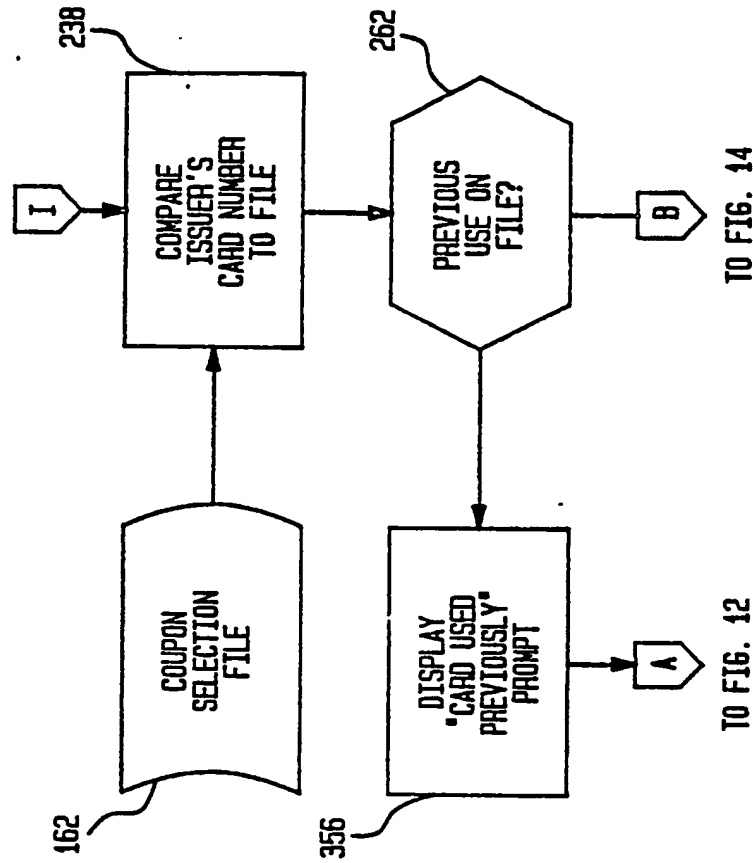 I
238
COMPARE
ISSUER'S
CARD NUMBER
TO FILE
COUPON
SELECTION
FILE
162
262
PREVIOUS
USE ON
FILE?
DISPLAY
"CARD USED
PREVIOUSLY"
PROMPT
356
B
TO FIG. 14
A
TO FIG. 12